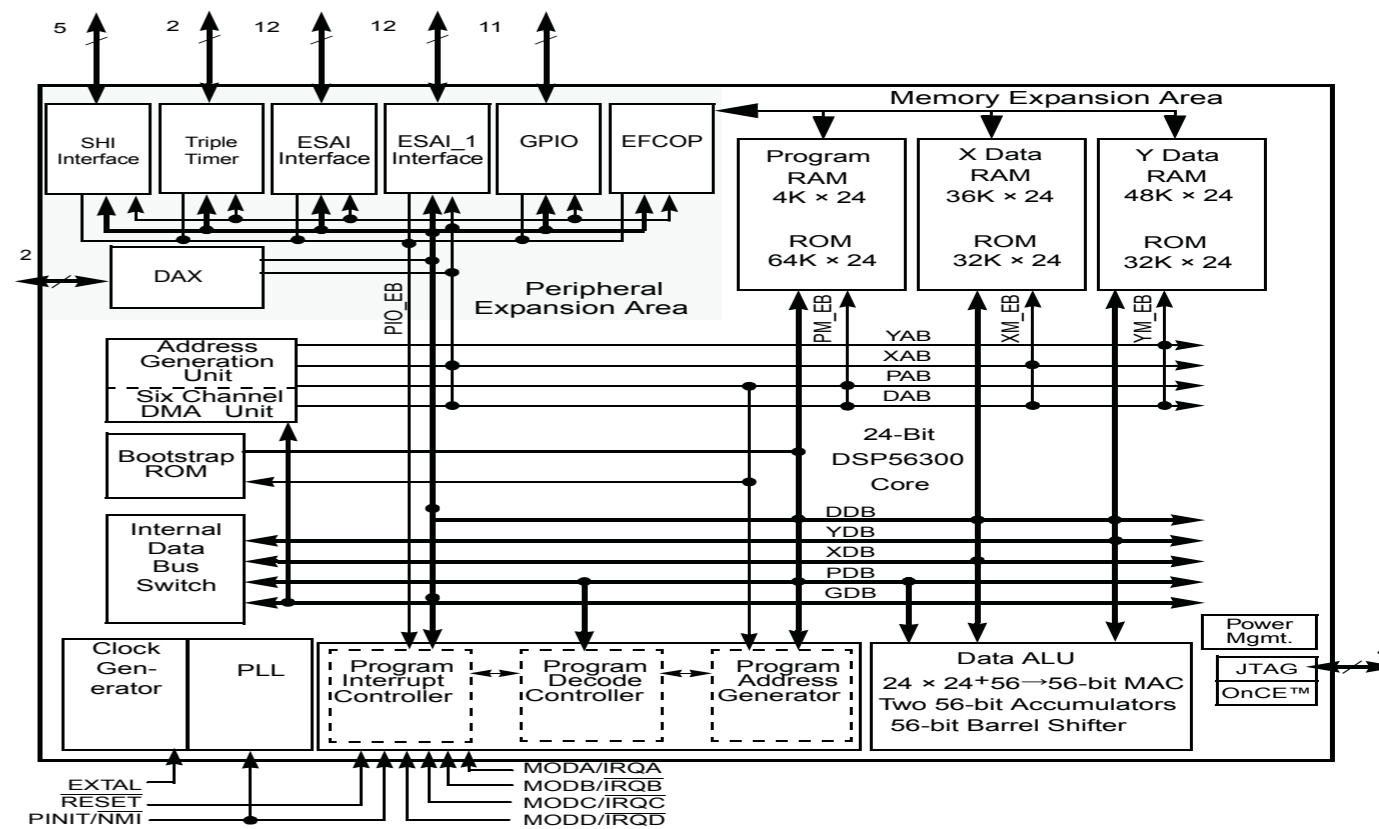 5
2
12
12
11
Memory Expansion Area
SHI
Interface
Triple
Timer
ESAI
Interface
ESAI_1
Interface
GPIO
EFCOP
Program
RAM
4K × 24
ROM
64K × 24
X Data
RAM
36K × 24
ROM
32K × 24
Y Data
RAM
48K × 24
ROM
32K × 24
2
DAX
Peripheral
Expansion Area
PIO_EB
PM_EB
XM_EB
YM_EB
Address
Generation
Unit
Six Channel
DMA Unit
YAB
XAB
PAB
DAB
Bootstrap
ROM
24-Bit
DSP56300
Core
Internal
Data
Bus
Switch
DDB
YDB
XDB
PDB
GDB
Clock
Gen-
erator
PLL
Program
Interrupt
Controller
Program
Decode
Controller
Program
Address
Generator
Data ALU
24 × 24+56→56-bit MAC
Two 56-bit Accumulators
56-bit Barrel Shifter
Power
Mgmt.
JTAG
OnCE™
EXTAL
RESET
PINIT/NMI
MODA/IRQA
MODB/IRQB
MODC/IRQC
MODD/IRQD